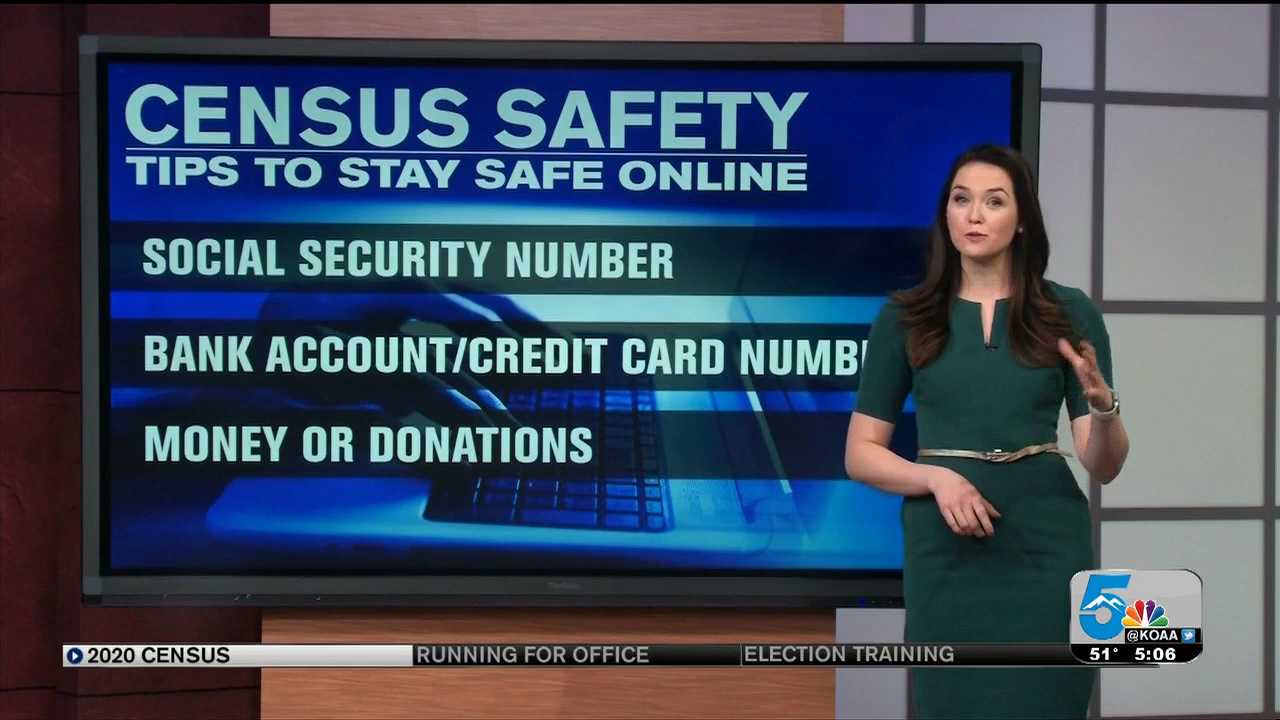 CENSUS SAFETY
TIPS TO STAY SAFE ONLINE
SOCIAL SECURITY NUMBER
BANK ACCOUNT/CREDIT CARD NUMB
MONEY OR DONATIONS
5
@KOAA
51° 5:06
2020 CENSUS RUNNING FOR OFFICE ELECTION TRAINING